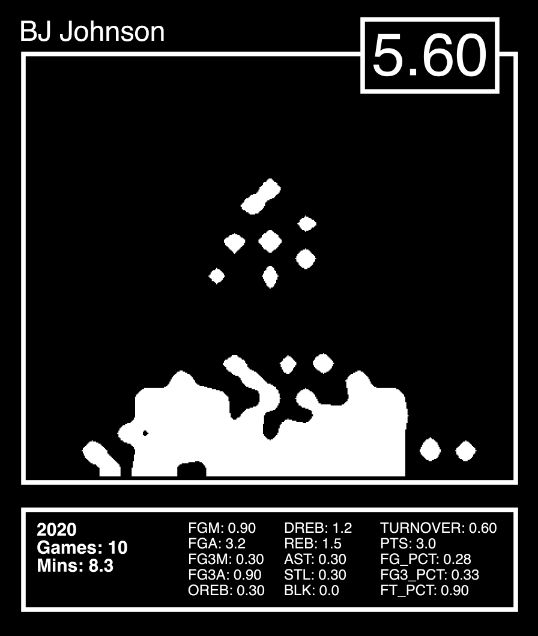 BJ Johnson
5.60
2020
Games: 10
Mins: 8.3
FGM: 0.90
FGA: 3.2
FG3M: 0.30
FG3A: 0.90
OREB: 0.30
DREB: 1.2
REB: 1.5
AST: 0.30
STL: 0.30
BLK: 0.0
TURNOVER: 0.60
PTS: 3.0
FG_PCT: 0.28
FG3_PCT: 0.33
FT_PCT: 0.90